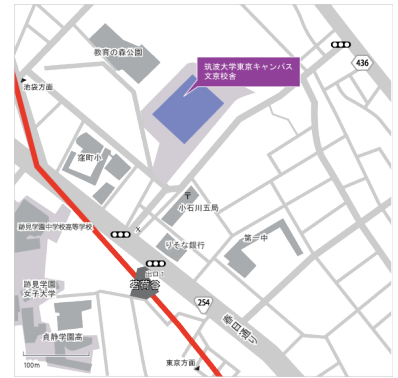 教育の森公園
筑波大学東京キャンパス
文京校舎
436
池袋方面
窪町小
〒
小石川五局
跡見学園中学校高等学校
りそな銀行
第一中
出口1
茗荷谷
跡見学園
女子大学
254
春日通り
貞静学園高
100m
東京方面